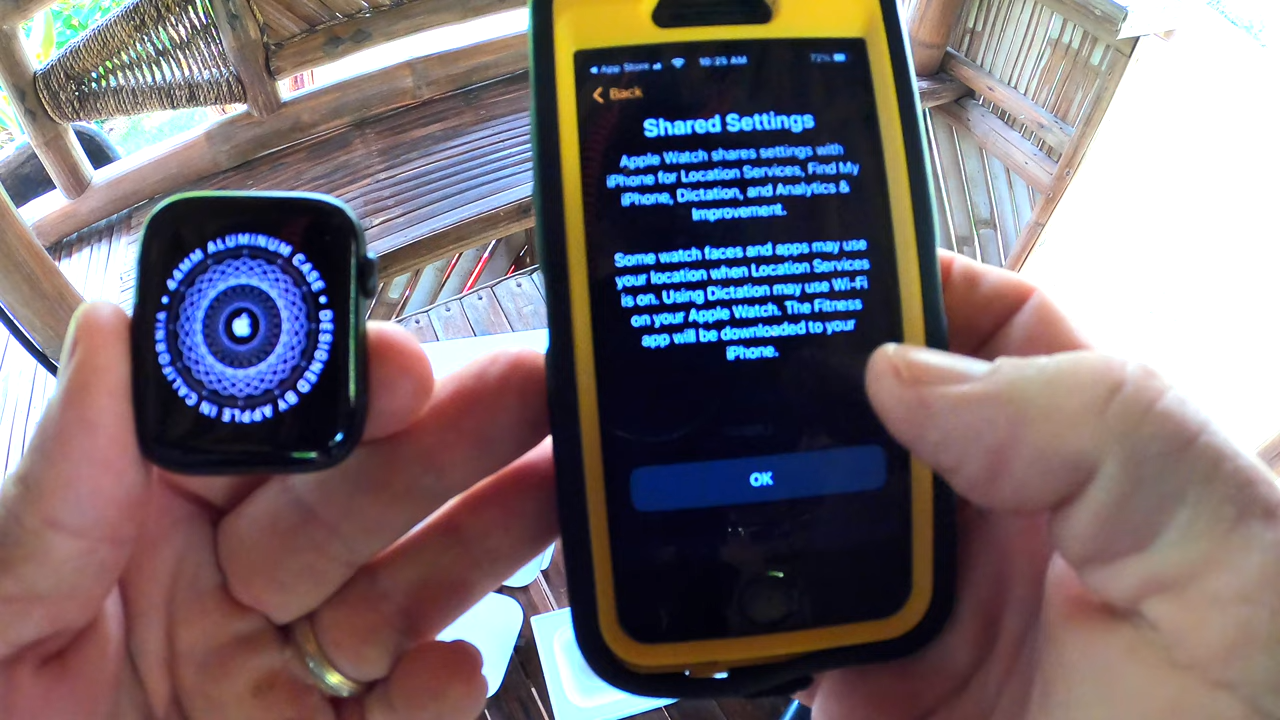 44MM ALUMINUM CASE • DESIGNED BY APPLE IN CALIFORNIA •
App Store 10:25 AM 72%
Back
Shared Settings
Apple Watch shares settings with
iPhone for Location Services, Find My
iPhone, Dictation, and Analytics &
Improvement.
Some watch faces and apps may use
your location when Location Services
is on. Using Dictation may use Wi-Fi
on your Apple Watch. The Fitness
app will be downloaded to your
iPhone.
OK